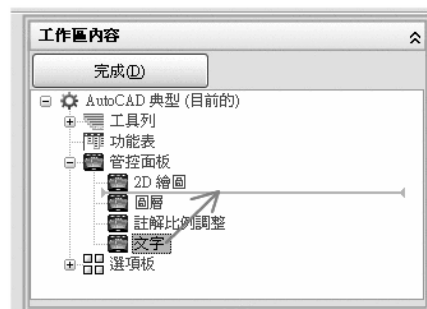 工作區內容
完成(D)
AutoCAD 典型 (目前的)
工具列
功能表
管控面板
2D 繪圖
圖層
註解比例調整
文字
選項板